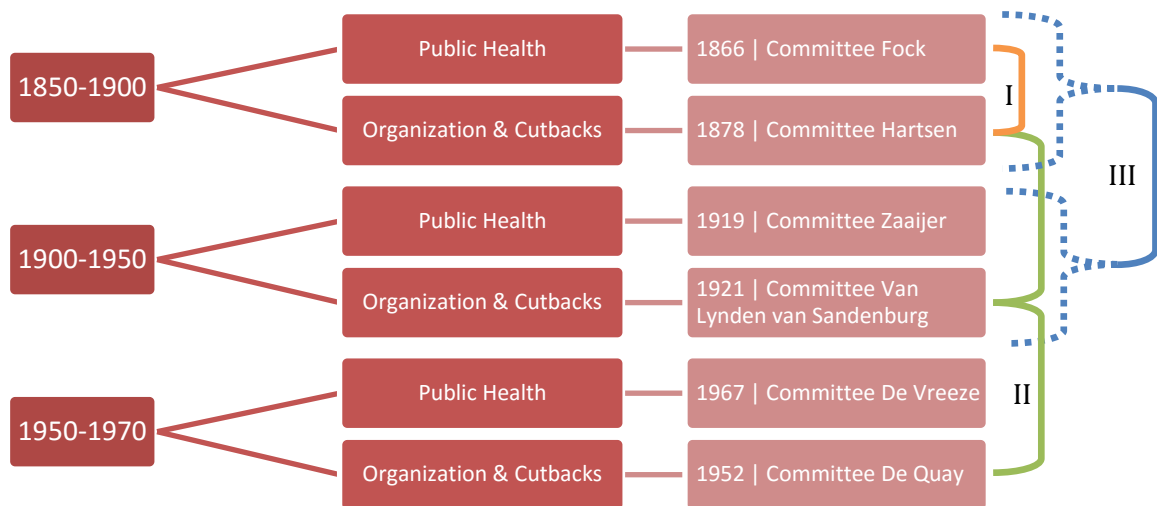 1850-1900
Public Health
1866 | Committee Fock
Organization & Cutbacks
1878 | Committee Hartsen
I
III
1900-1950
Public Health
1919 | Committee Zaaijer
Organization & Cutbacks
1921 | Committee Van
Lynden van Sandenburg
1950-1970
Public Health
1967 | Committee De Vreeze
II
Organization & Cutbacks
1952 | Committee De Quay